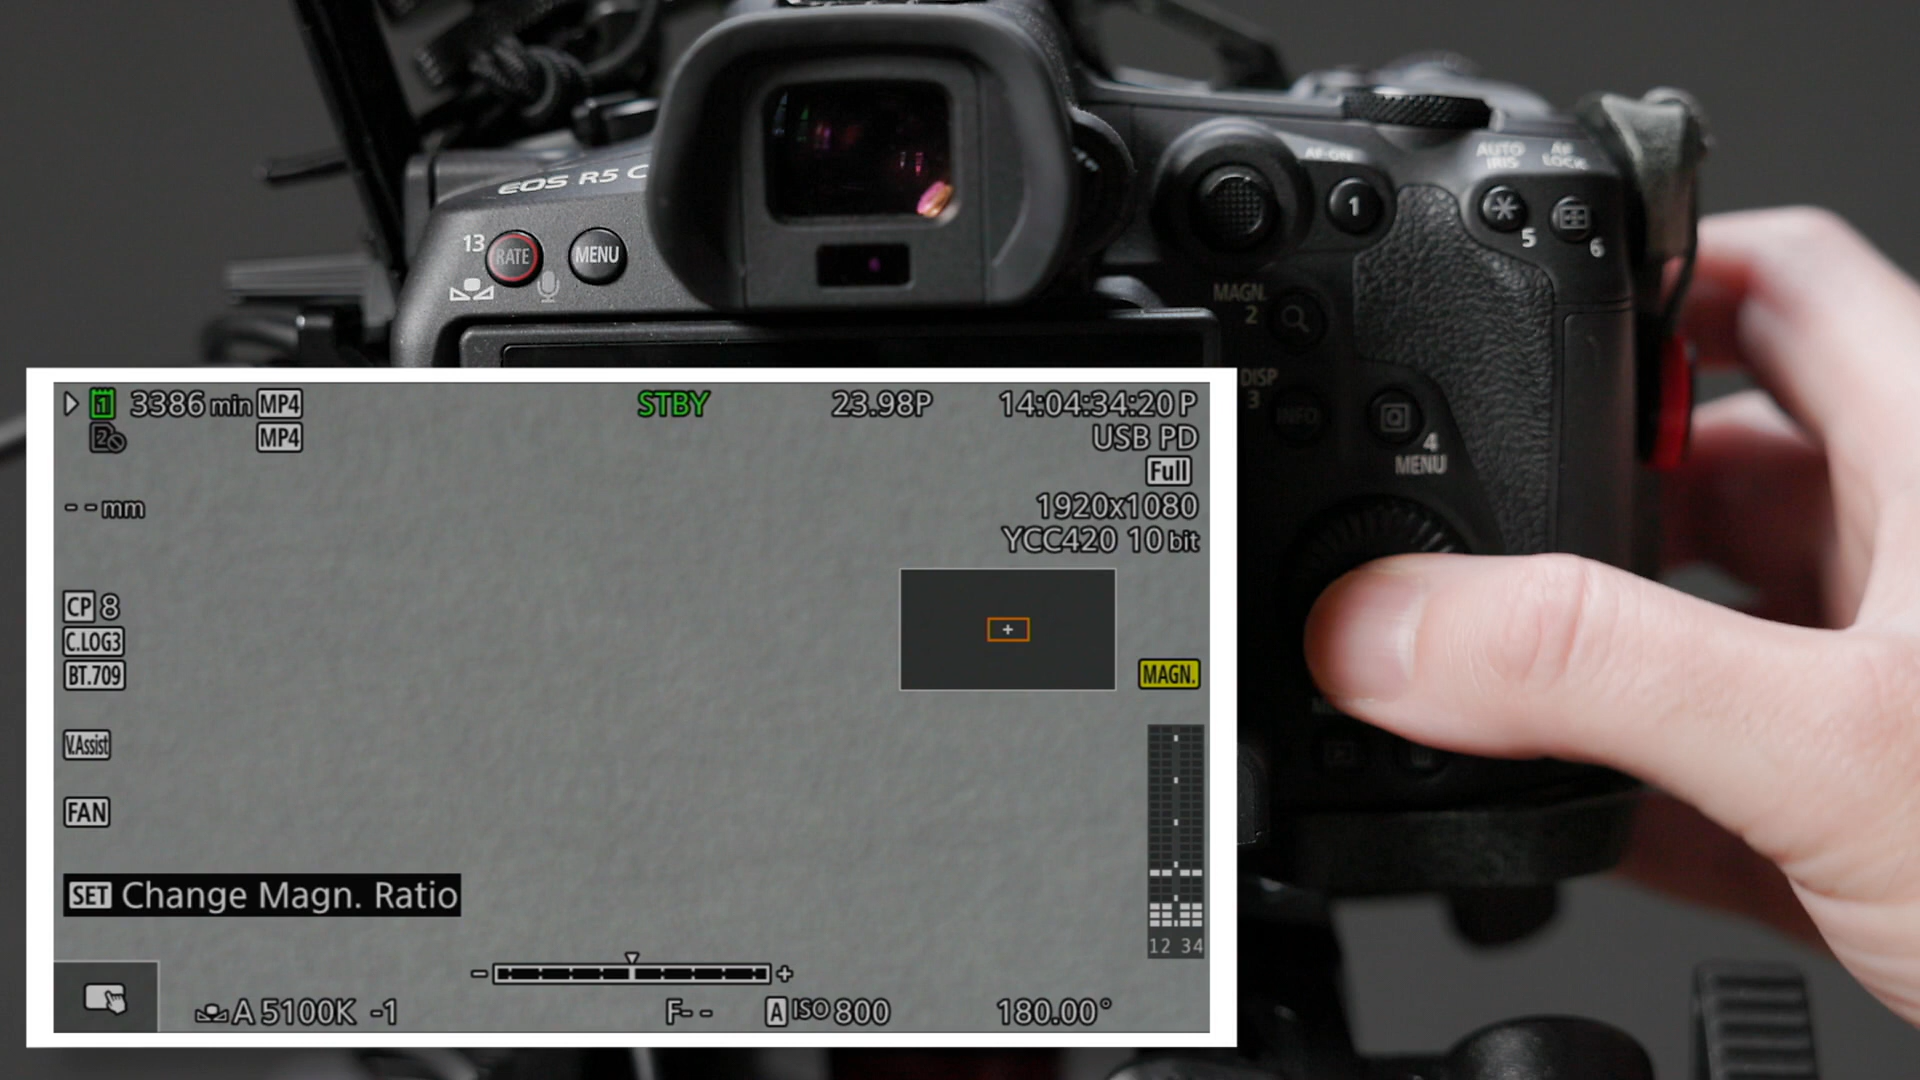 EOS R5 C
13
RATE
MENU
AF-ON
1
AUTO IRIS
AF LOCK
5
6
MAGN.
2
DISP
3
INFO
4
MENU
1 3386 min MP4
STBY
23.98P
14:04:34:20 P
2 MP4
USB PD
Full
--mm
1920x1080
YCC420 10 bit
CP 8
C.LOG3
BT.709
MAGN.
V.Assist
FAN
SET Change Magn. Ratio
12 34
- +
A 5100K -1
F--
A ISO 800
180.00°